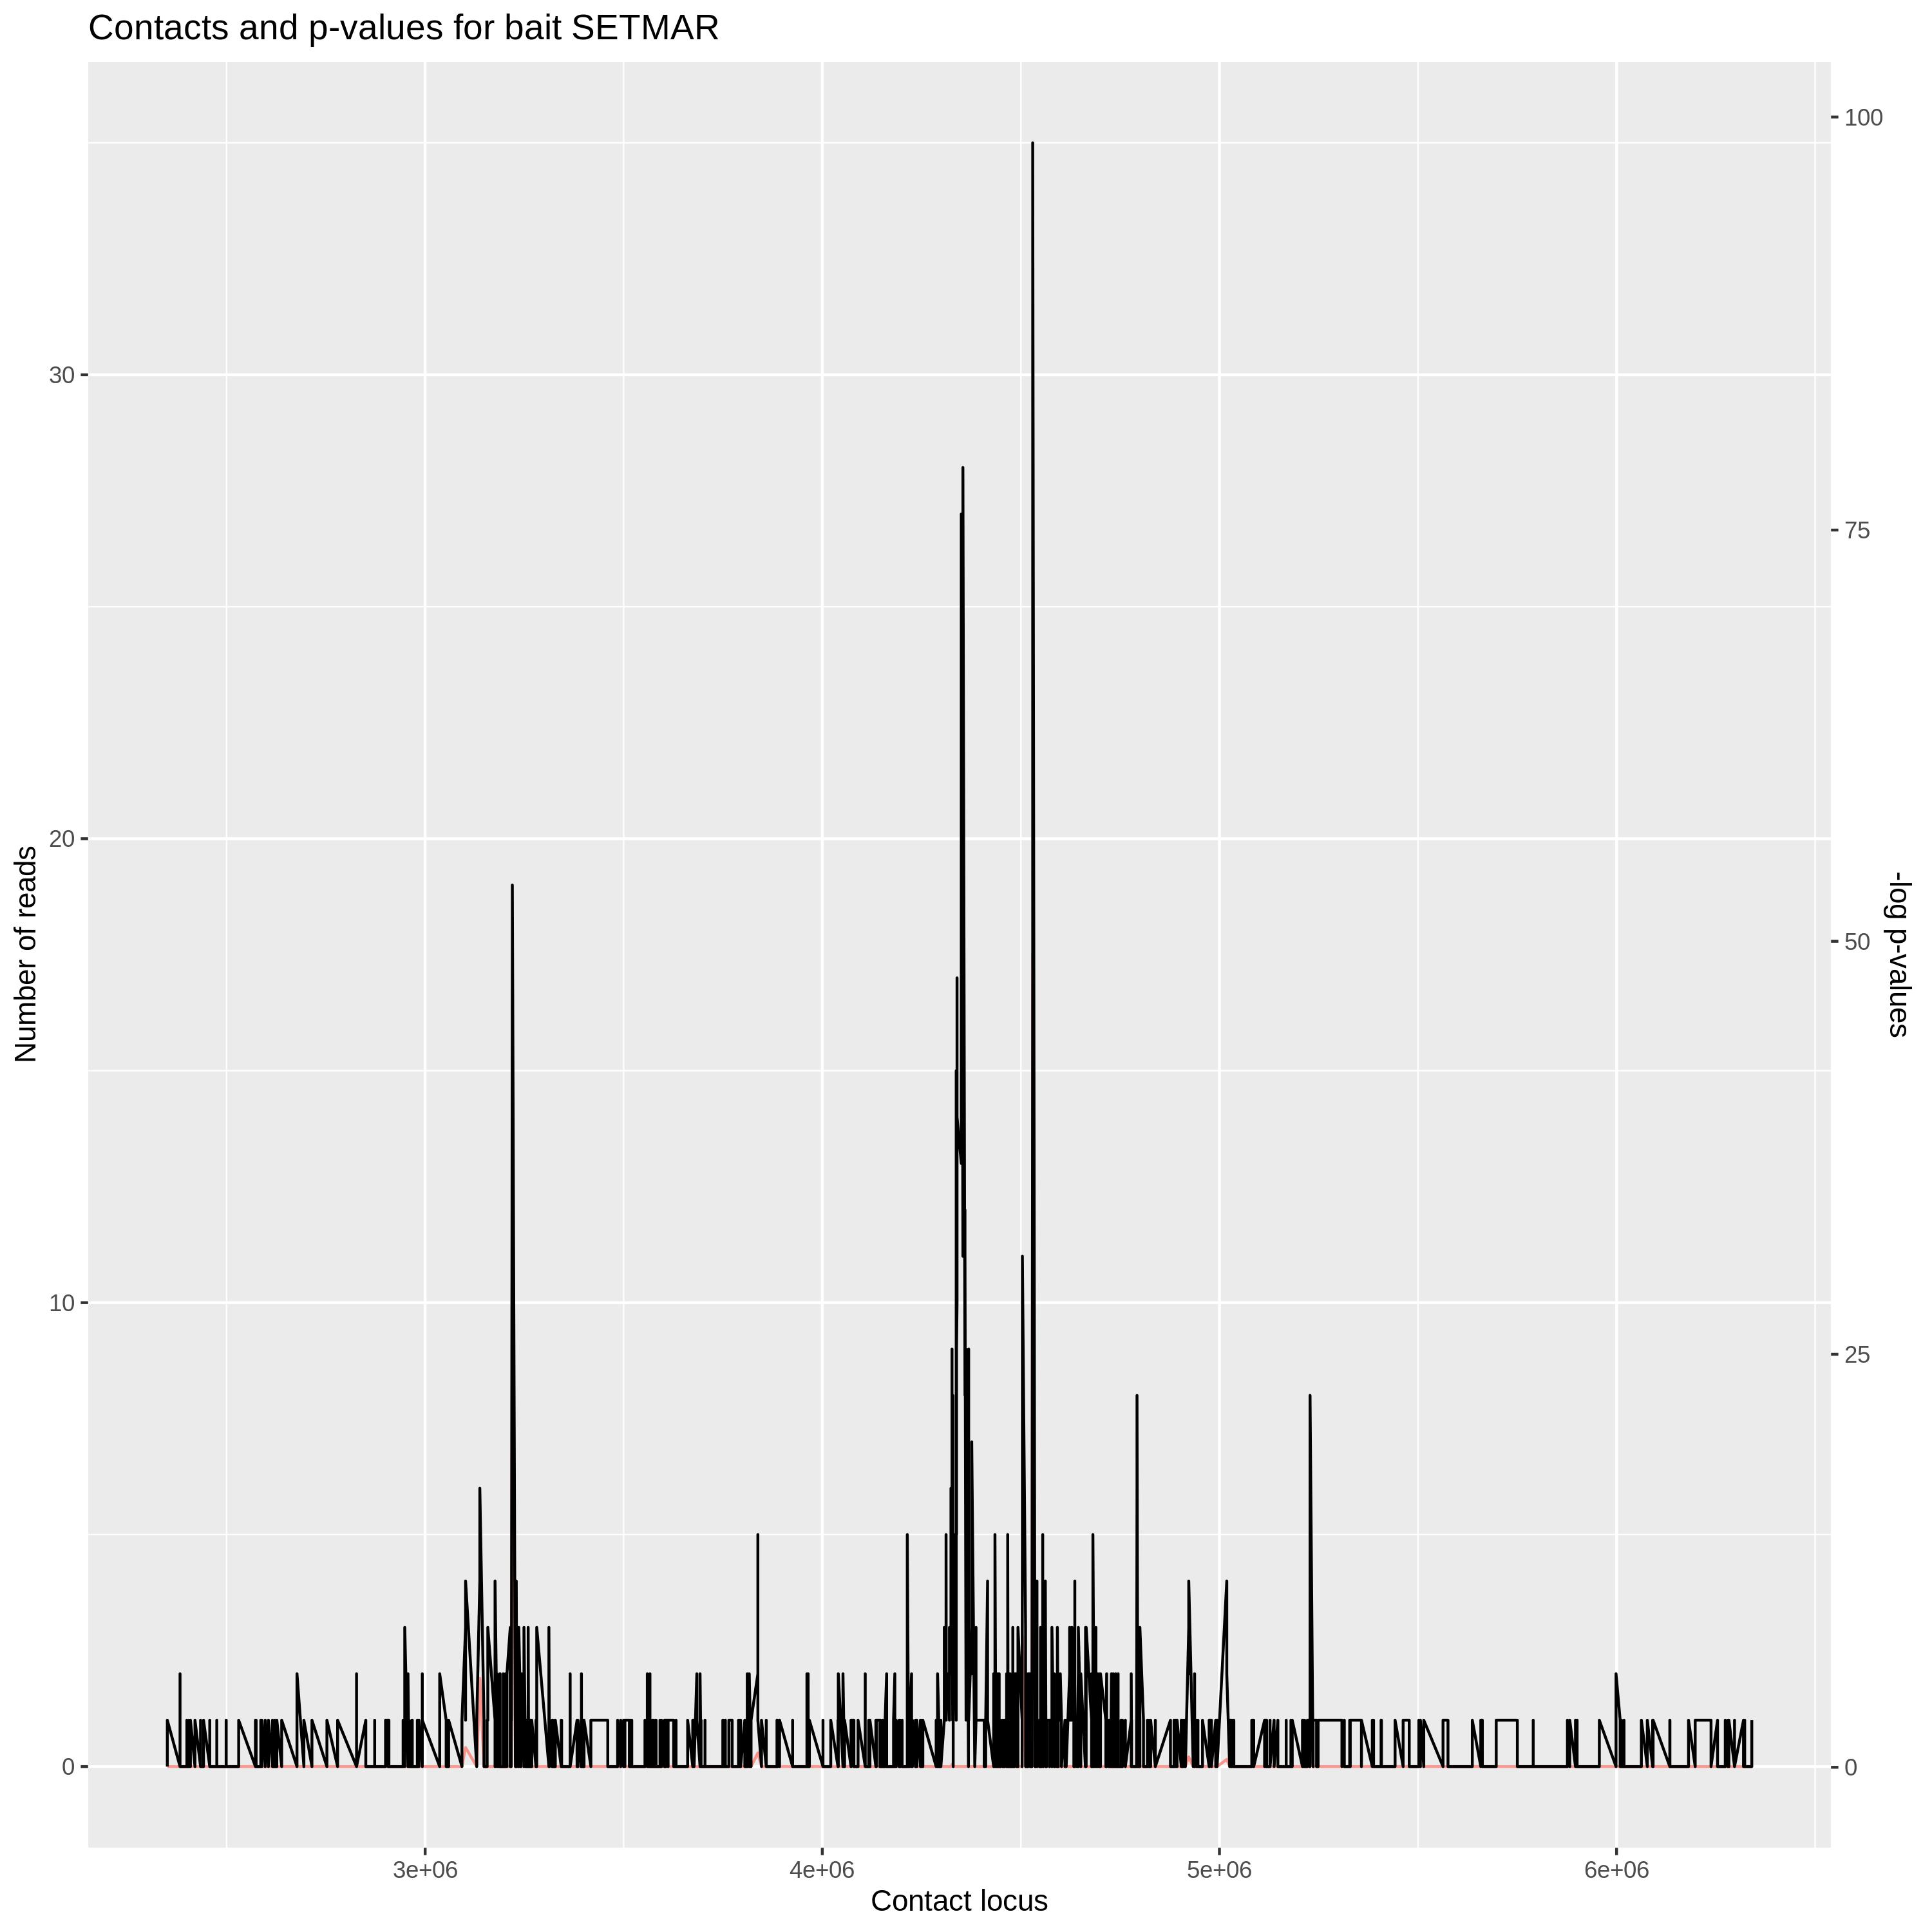 Contacts and p-values for bait SETMAR
Number of reads
30
20
10
0
100
75
50
25
0
-log p-values
3e+06
4e+06
5e+06
6e+06
Contact locus